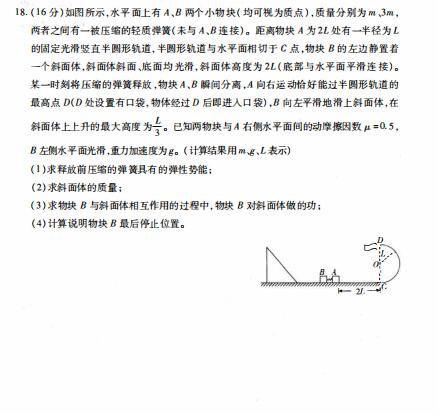 18.(16分)如图所示,水平面上有A、B两个小物块(均可视为质点),质量分别为m、3m,
两者之间有一被压缩的轻质弹簧(未与A、B连接)。距离物块A为2L处有一半径为L
的固定光滑竖直半圆形轨道,半圆形轨道与水平面相切于C点,物块B的左边静置着
一个斜面体,斜面体斜面、底面均光滑,斜面体高度为2L(底部与水平面平滑连接)。
某一时刻将压缩的弹簧释放,物块A、B瞬间分离,A向右运动恰好能过半圆形轨道的
最高点D(D处设置有口袋,物体经过D后即进入口袋),B向左平滑地滑上斜面体,在
斜面体上上升的最大高度为L/3。已知两物块与A右侧水平面间的动摩擦因数μ=0.5,
B左侧水平面光滑,重力加速度为g。(计算结果用m、g、L表示)
(1)求释放前压缩的弹簧具有的弹性势能;
(2)求斜面体的质量;
(3)求物块B与斜面体相互作用的过程中,物块B对斜面体做的功;
(4)计算说明物块B最后停止位置。
D
L
O
B A
C
2L